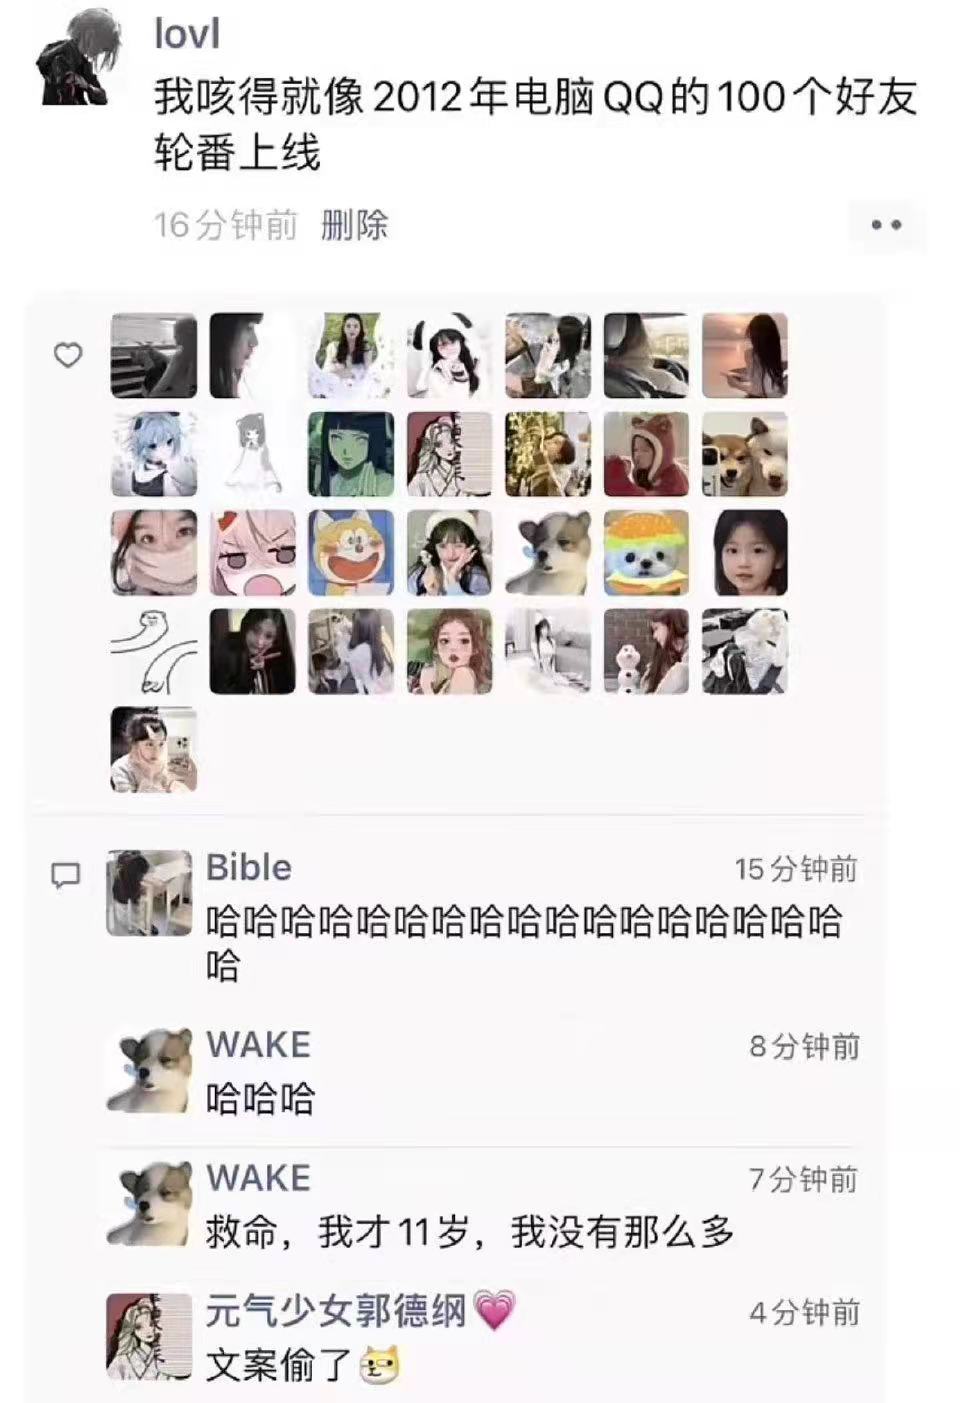 lovl
我咳得就像2012年电脑QQ的100个好友
轮番上线
16分钟前 删除
Bible 15分钟前
哈哈哈哈哈哈哈哈哈哈哈哈哈哈哈哈哈
哈
WAKE 8分钟前
哈哈哈
WAKE 7分钟前
救命，我才11岁，我没有那么多
元气少女郭德纲💗 4分钟前
文案偷了